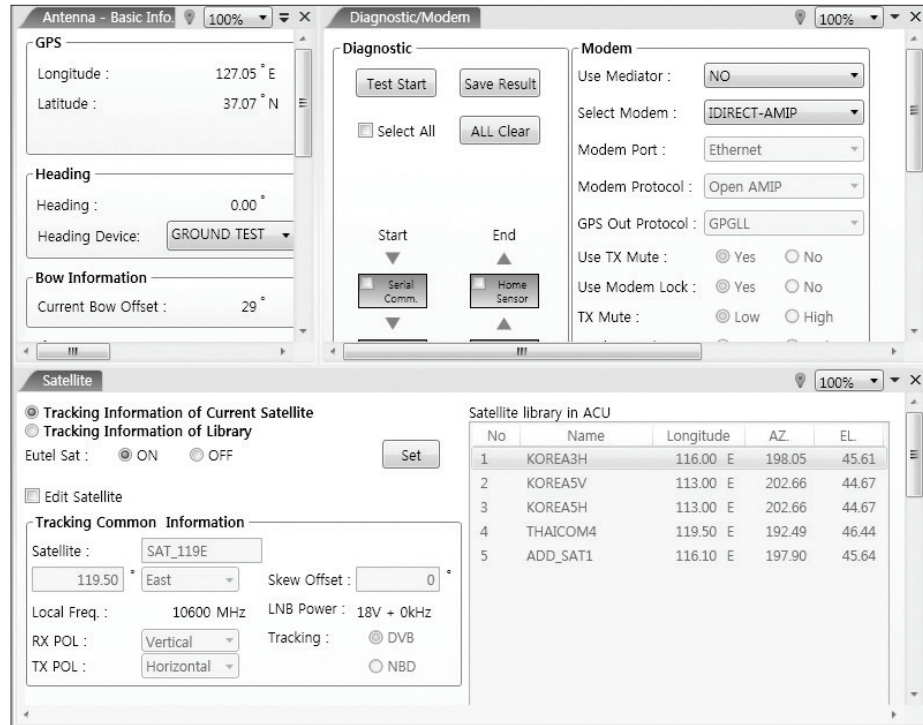 Antenna - Basic Info.
100%
GPS
Longitude : 127.05 ° E
Latitude : 37.07 ° N
Heading
Heading : 0.00 °
Heading Device: GROUND TEST
Bow Information
Current Bow Offset : 29 °
Diagnostic/Modem
100%
Diagnostic
Test Start Save Result
Select All ALL Clear
Start End
Serial Comm.
Home Sensor
Modem
Use Mediator : NO
Select Modem : IDIRECT-AMIP
Modem Port : Ethernet
Modem Protocol : Open AMIP
GPS Out Protocol : GPGLL
Use TX Mute : Yes No
Use Modem Lock : Yes No
TX Mute : Low High
Satellite
100%
Tracking Information of Current Satellite
Tracking Information of Library
Eutel Sat : ON OFF Set
Edit Satellite
Tracking Common Information
Satellite : SAT_119E
119.50 ° East Skew Offset : 0 °
Local Freq. : 10600 MHz LNB Power : 18V + 0kHz
RX POL : Vertical Tracking : DVB
TX POL : Horizontal NBD
Satellite library in ACU
No Name Longitude AZ. EL.
1 KOREA3H 116.00 E 198.05 45.61
2 KOREA5V 113.00 E 202.66 44.67
3 KOREA5H 113.00 E 202.66 44.67
4 THAICOM4 119.50 E 192.49 46.44
5 ADD_SAT1 116.10 E 197.90 45.64